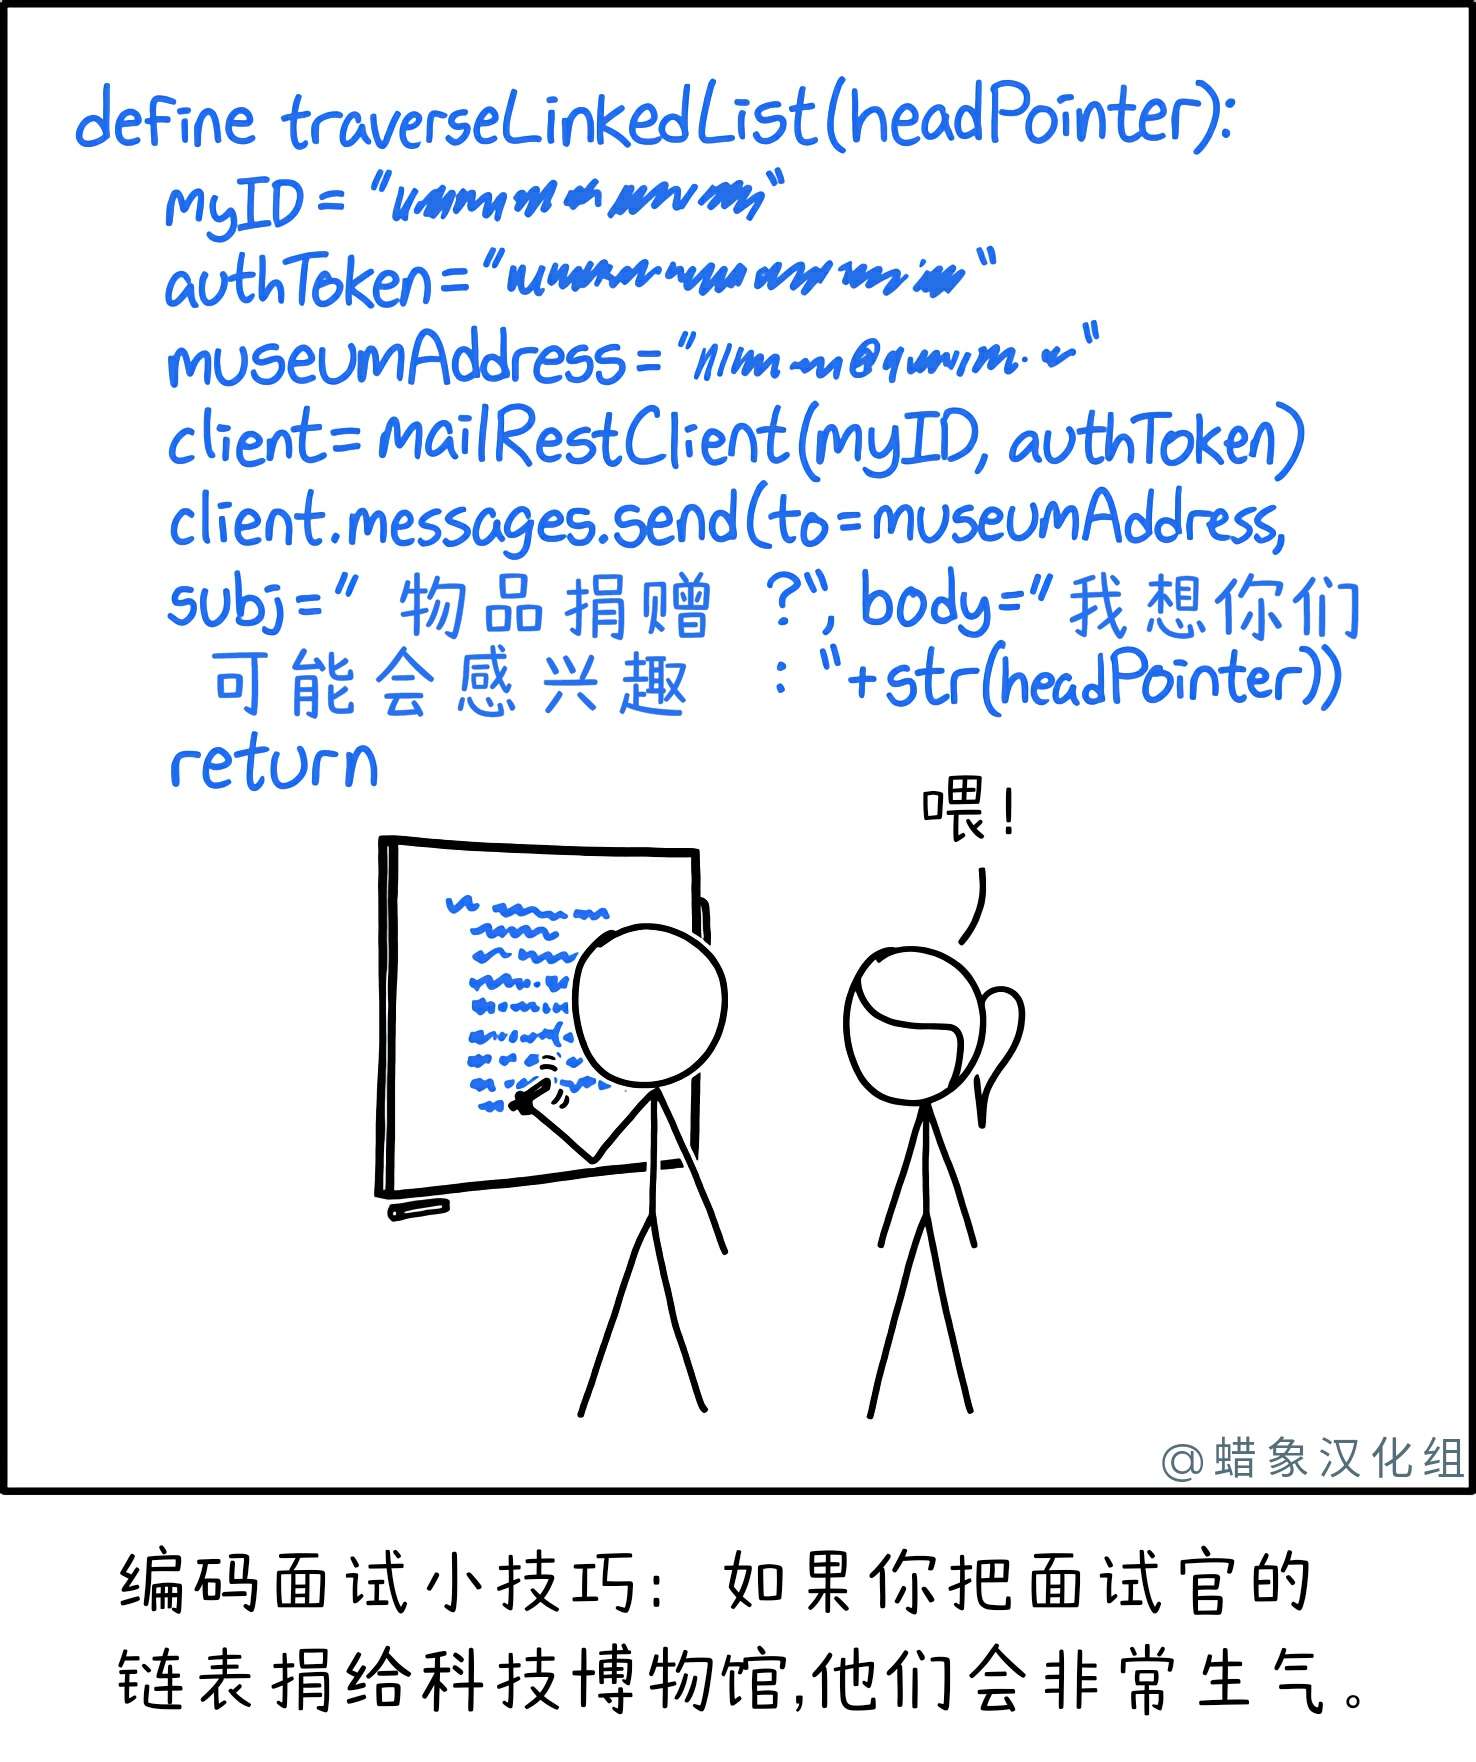 define traverseLinkedList(headPointer):
myID = ""
authToken = ""
museumAddress = "@"
client = mailRestClient(myID, authToken)
client.messages.send(to=museumAddress,
subj="物品捐赠 ?", body="我想你们
可能会感兴趣 : "+str(headPointer))
return
喂!
@蜡象汉化组
编码面试小技巧: 如果你把面试官的
链表捐给科技博物馆,他们会非常生气。